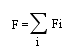 F = ∑ Fi
i